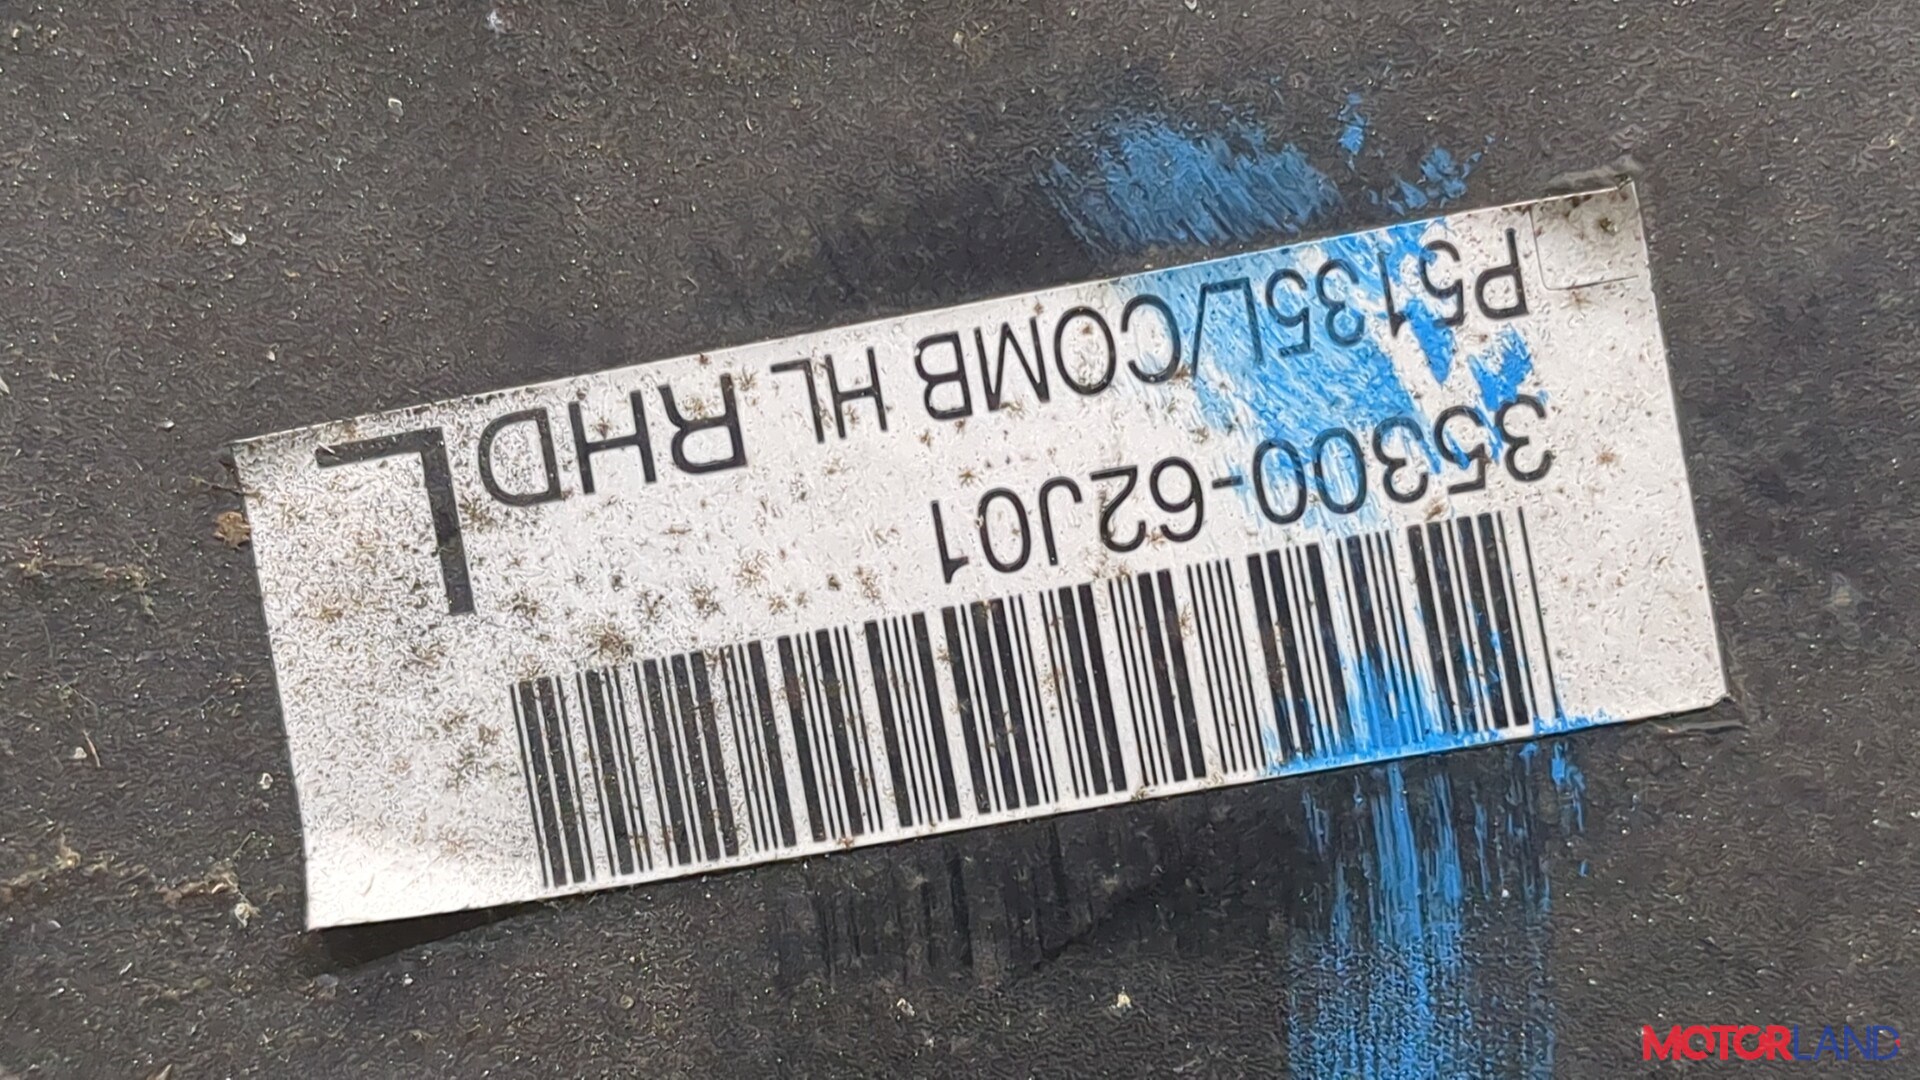 35300-62J01
P5135L/COMB HL RHD L
MOTORLAND